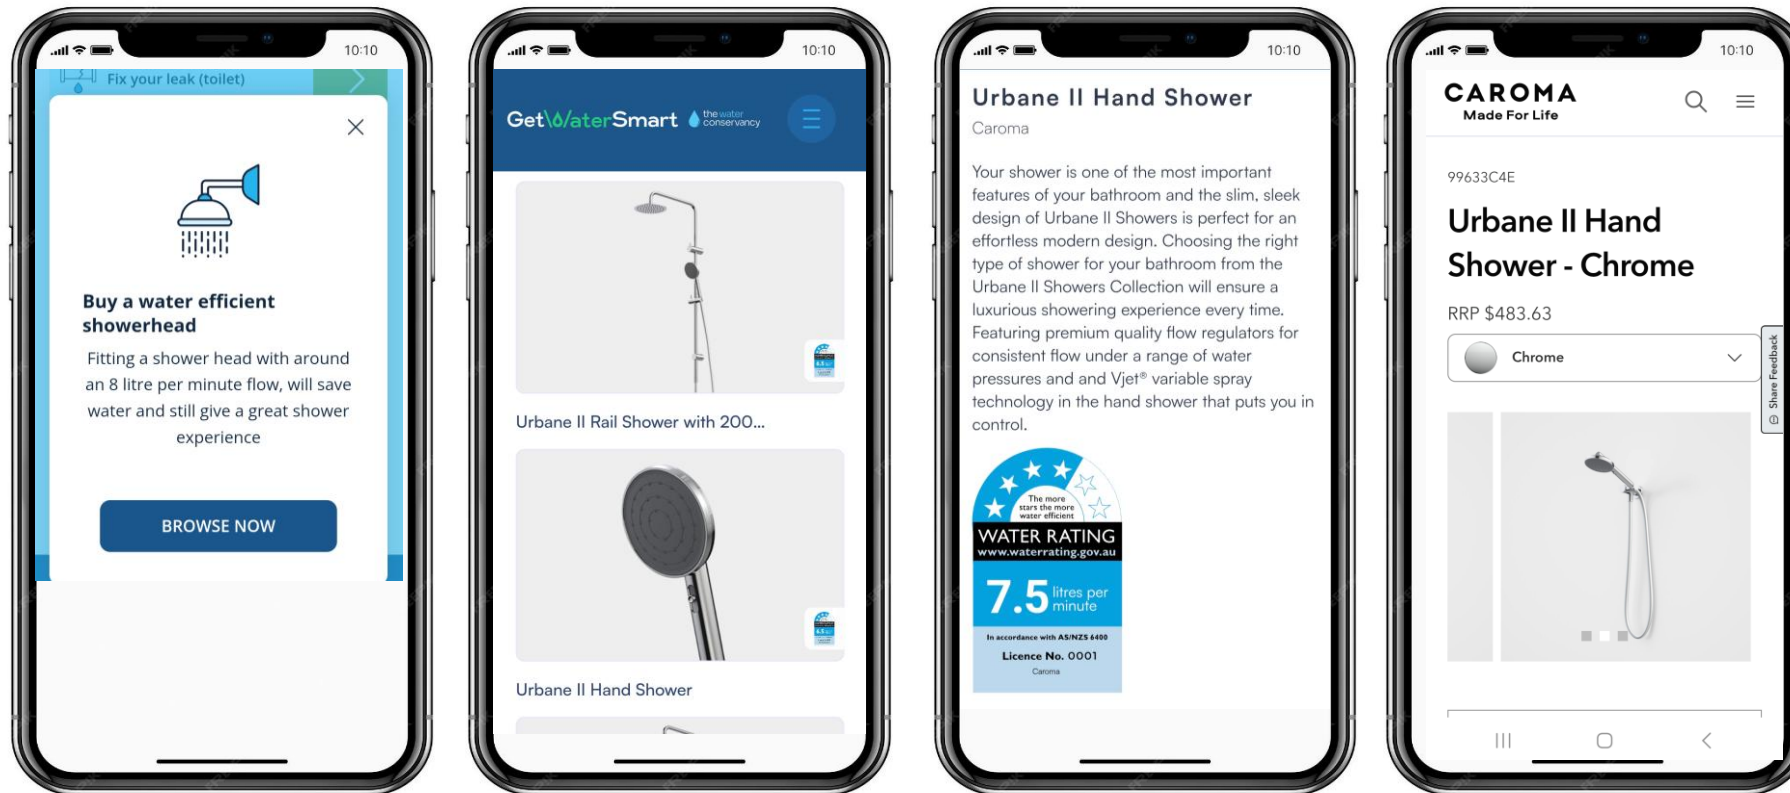 10:10
Fix your leak (toilet)
Buy a water efficient
showerhead
Fitting a shower head with around
an 8 litre per minute flow, will save
water and still give a great shower
experience
BROWSE NOW
10:10
GetWaterSmart
the water
conservancy
Urbane II Rail Shower with 200...
Urbane II Hand Shower
10:10
Urbane II Hand Shower
Caroma
Your shower is one of the most important
features of your bathroom and the slim, sleek
design of Urbane II Showers is perfect for an
effortless modern design. Choosing the right
type of shower for your bathroom from the
Urbane II Showers Collection will ensure a
luxurious showering experience every time.
Featuring premium quality flow regulators for
consistent flow under a range of water
pressures and and Vjet® variable spray
technology in the hand shower that puts you in
control.
The more
stars the more
water efficient
WATER RATING
www.waterrating.gov.au
7.5 litres per
minute
In accordance with AS/NZS 6400
Licence No. 0001
Caroma
10:10
CAROMA
Made For Life
99633C4E
Urbane II Hand
Shower - Chrome
RRP $483.63
Chrome
Share Feedback